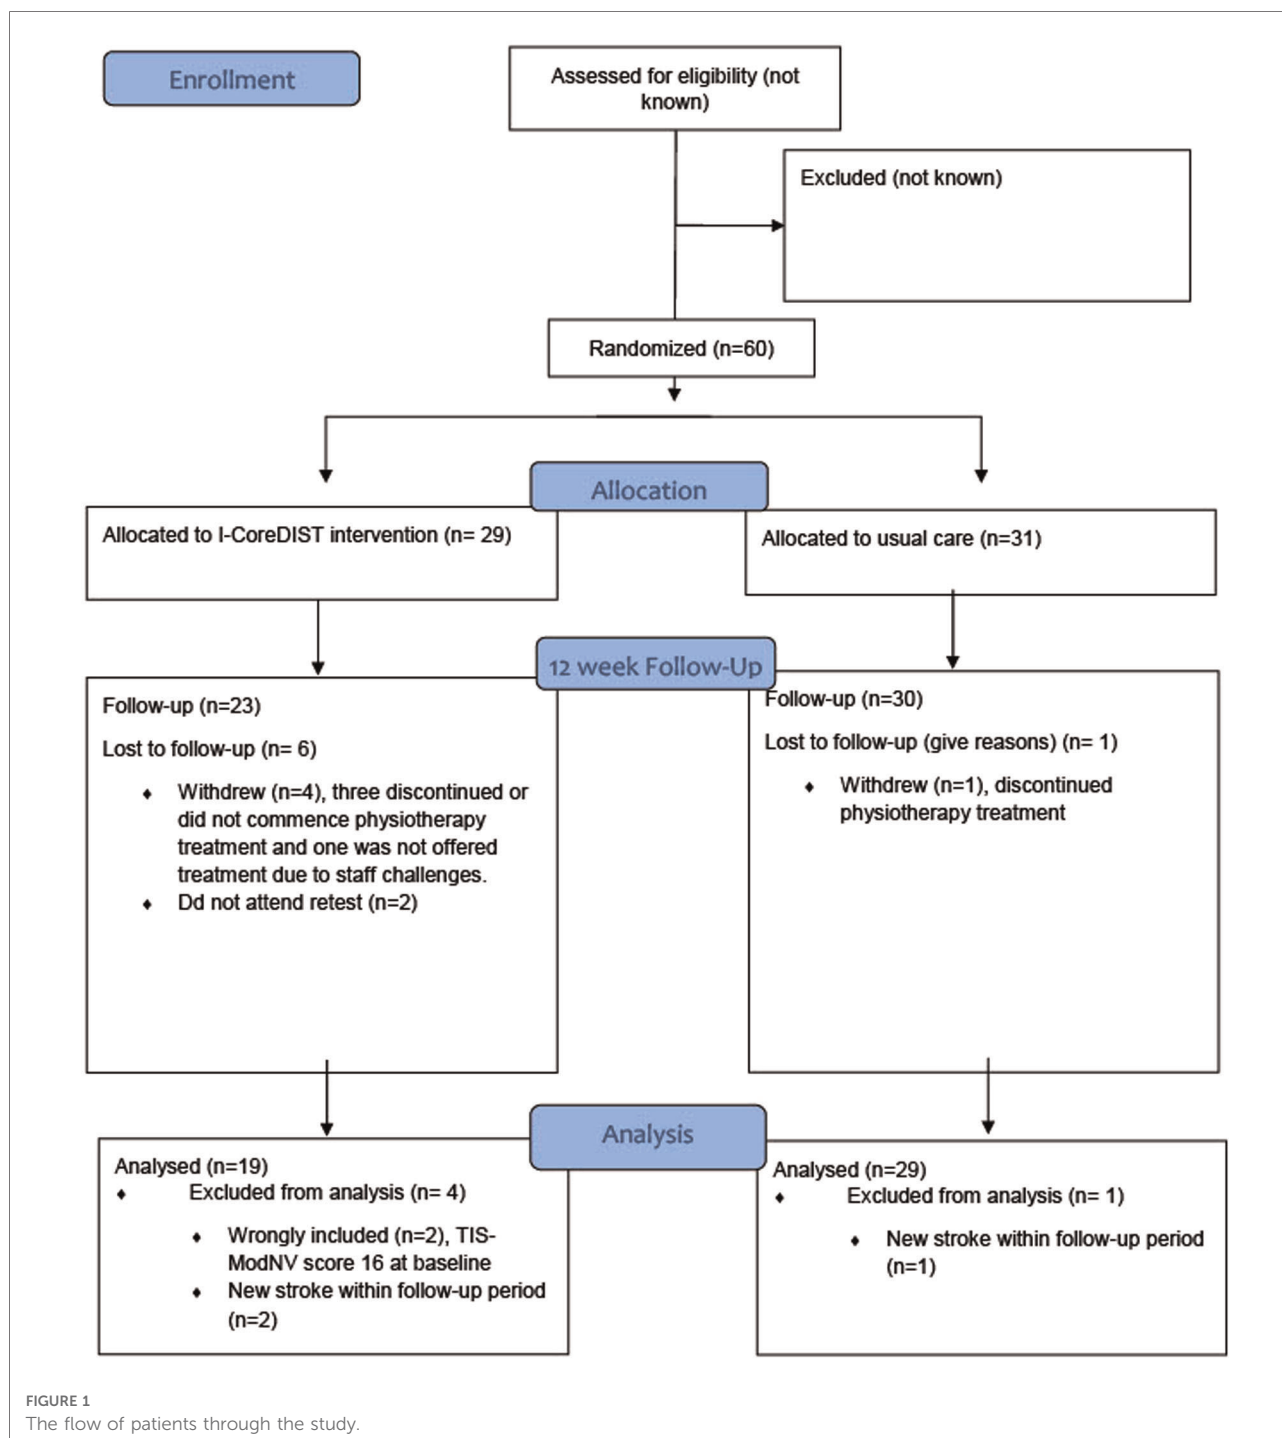 Enrollment
Assessed for eligibility (not
known)
Excluded (not known)
Randomized (n=60)
Allocation
Allocated to I-CoreDIST intervention (n= 29)
Allocated to usual care (n=31)
12 week Follow-Up
Follow-up (n=23)
Lost to follow-up (n= 6)
♦ Withdrew (n=4), three discontinued or
did not commence physiotherapy
treatment and one was not offered
treatment due to staff challenges.
♦ Dd not attend retest (n=2)
Follow-up (n=30)
Lost to follow-up (give reasons) (n= 1)
♦ Withdrew (n=1), discontinued
physiotherapy treatment
Analysis
Analysed (n=19)
♦ Excluded from analysis (n= 4)
♦ Wrongly included (n=2), TIS-
ModNV score 16 at baseline
♦ New stroke within follow-up period
(n=2)
Analysed (n=29)
♦ Excluded from analysis (n= 1)
♦ New stroke within follow-up period
(n=1)
FIGURE 1
The flow of patients through the study.